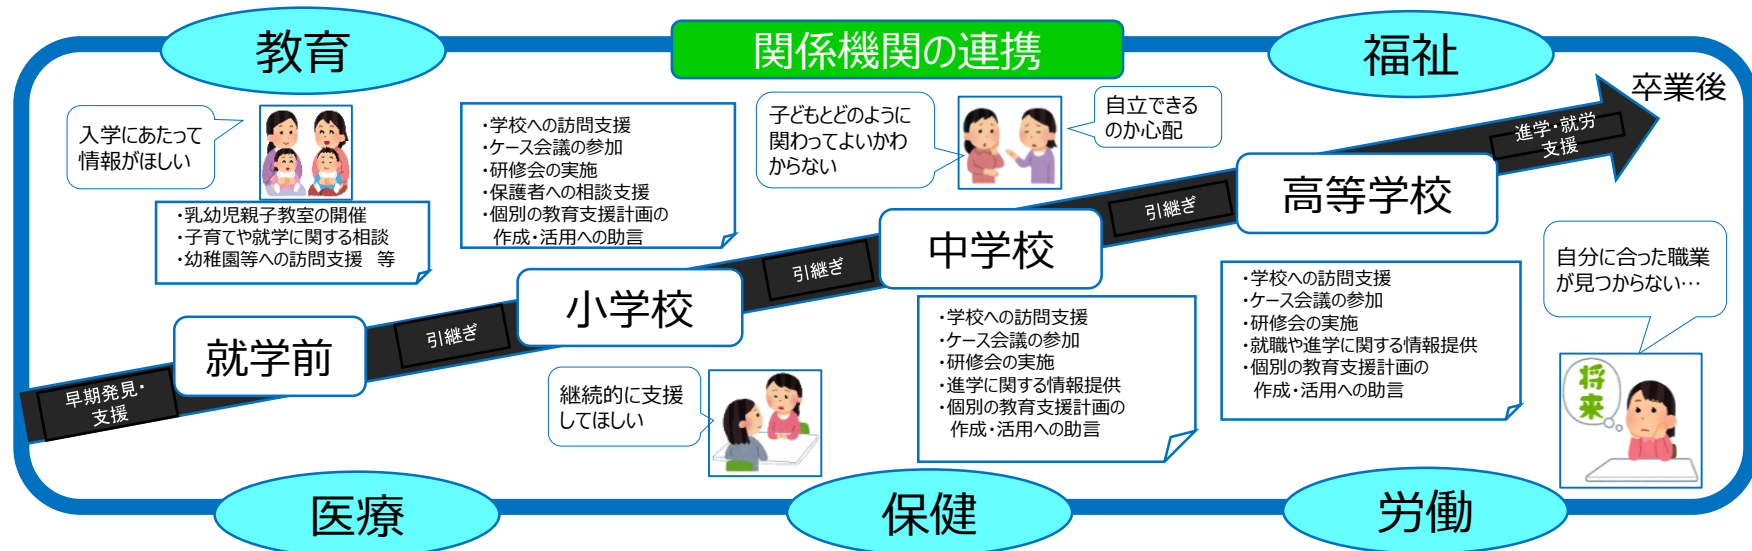 教育
関係機関の連携
福祉
卒業後
入学にあたって
情報がほしい
・乳幼児親子教室の開催
・子育てや就学に関する相談
・幼稚園等への訪問支援　等
・学校への訪問支援
・ケース会議の参加
・研修会の実施
・保護者への相談支援
・個別の教育支援計画の
作成・活用への助言
子どもとどのように
関わってよいかわ
からない
自立できる
のか心配
進学・就労
支援
高等学校
引継ぎ
中学校
引継ぎ
小学校
引継ぎ
就学前
早期発見・
支援
継続的に支援
してほしい
・学校への訪問支援
・ケース会議の参加
・研修会の実施
・進学に関する情報提供
・個別の教育支援計画の
作成・活用への助言
・学校への訪問支援
・ケース会議の参加
・研修会の実施
・就職や進学に関する情報提供
・個別の教育支援計画の
作成・活用への助言
自分に合った職業
が見つからない…
将来
医療
保健
労働